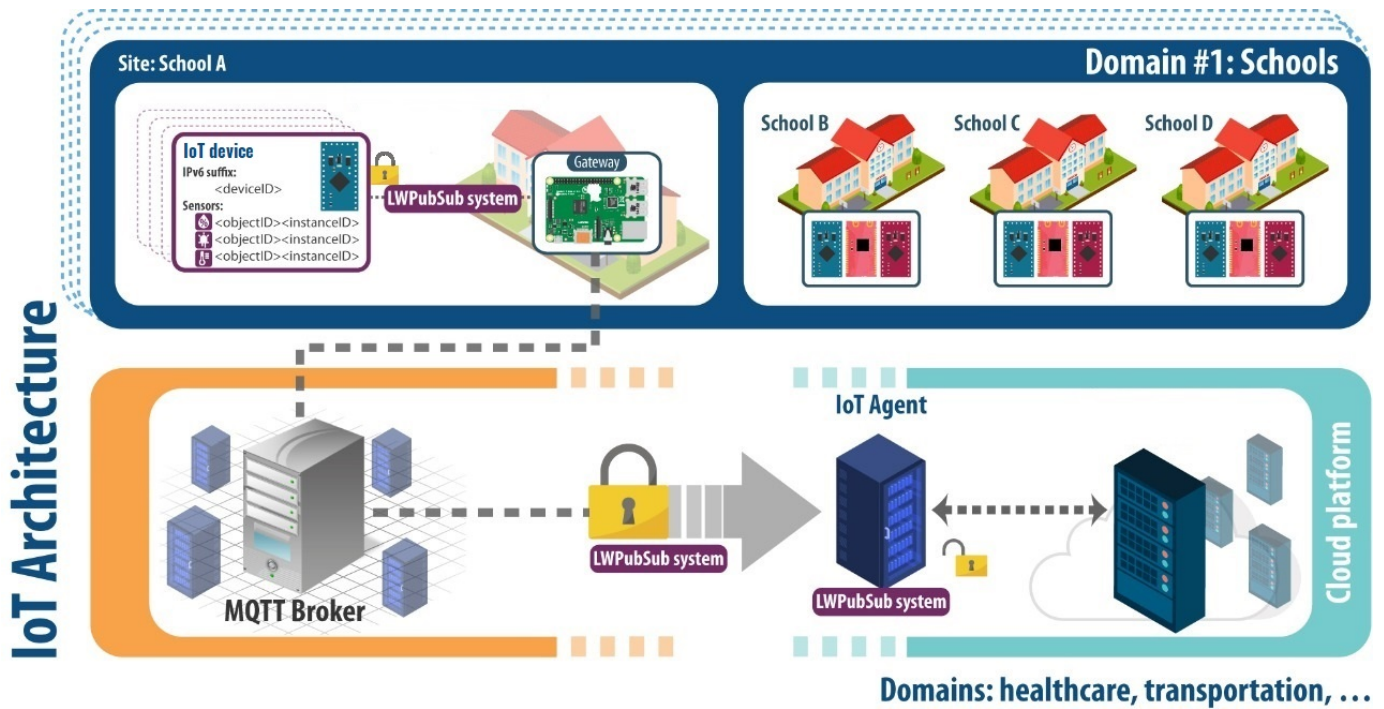 Site: School A
Domain #1: Schools
IoT device
IPv6 suffix:
<deviceID>
Sensors:
<objectID><instanceID>
<objectID><instanceID>
<objectID><instanceID>
LWPubSub system
Gateway
School B
School C
School D
IoT Architecture
MQTT Broker
LWPubSub system
IoT Agent
LWPubSub system
Cloud platform
Domains: healthcare, transportation, ...